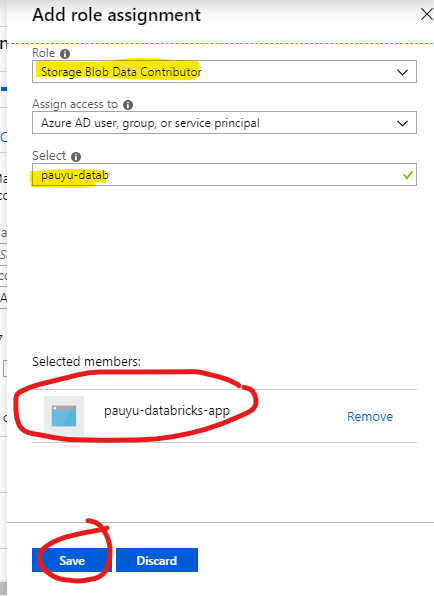 Add role assignment
Role
Storage Blob Data Contributor
Assign access to
Azure AD user, group, or service principal
Select
pauyu-datab
Selected members:
pauyu-databricks-app
Remove
Save
Discard